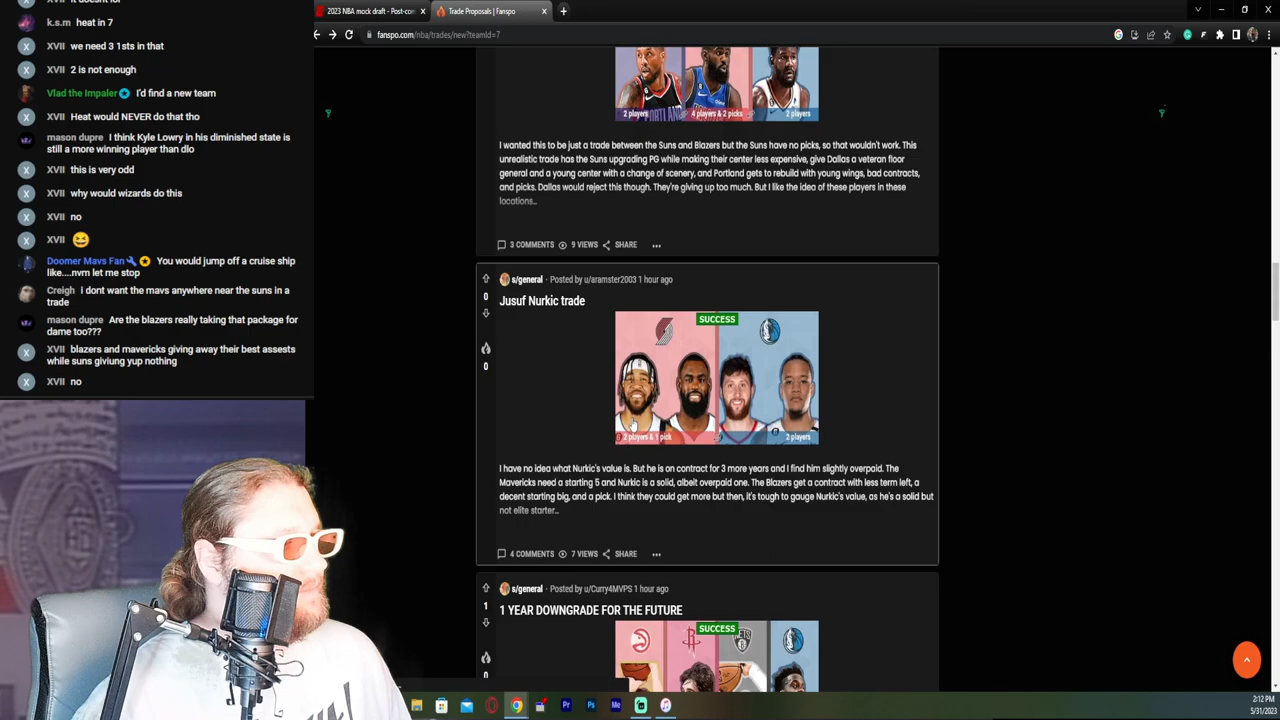 k.s.m heat in 7
XVII we need 3 1sts in that
XVII 2 is not enough
Vlad the Impaler I'd find a new team
XVII Heat would NEVER do that tho
mason dupre I think Kyle Lowry in his diminished state is
still a more winning player than dlo
XVII this is very odd
XVII why would wizards do this
XVII no
XVII 😆
Doomer Mavs Fan You would jump off a cruise ship
like....nvm let me stop
Creigh i dont want the mavs anywhere near the suns in a
trade
mason dupre Are the blazers really taking that package for
dame too???
XVII blazers and mavericks giving away their best assests
while suns giviung yup nothing
XVII no
2023 NBA mock draft - Post-con
Trade Proposals | Fanspo
fanspo.com/nba/trades/new?teamId=7
2 players
4 players & 2 picks
2 players
I wanted this to be just a trade between the Suns and Blazers but the Suns have no picks, so that wouldn't work. This
unrealistic trade has the Suns upgrading PG while making their center less expensive, give Dallas a veteran floor
general and a young center with a change of scenery, and Portland gets to rebuild with young wings, bad contracts,
and picks. Dallas would reject this though. They're giving up too much. But I like the idea of these players in these
locations..
3 COMMENTS 9 VIEWS SHARE
s/general · Posted by u/aramster2003 1 hour ago
0
Jusuf Nurkic trade
SUCCESS
0
2 players & 1 pick
2 players
I have no idea what Nurkic's value is. But he is on contract for 3 more years and I find him slightly overpaid. The
Mavericks need a starting 5 and Nurkic is a solid, albeit overpaid one. The Blazers get a contract with less term left, a
decent starting big, and a pick. I think they could get more but then, it's tough to gauge Nurkic's value, as he's a solid but
not elite starter...
4 COMMENTS 7 VIEWS SHARE
s/general · Posted by u/Curry4MVPS 1 hour ago
1
1 YEAR DOWNGRADE FOR THE FUTURE
SUCCESS
NETS
0
2:12 PM
5/31/2023